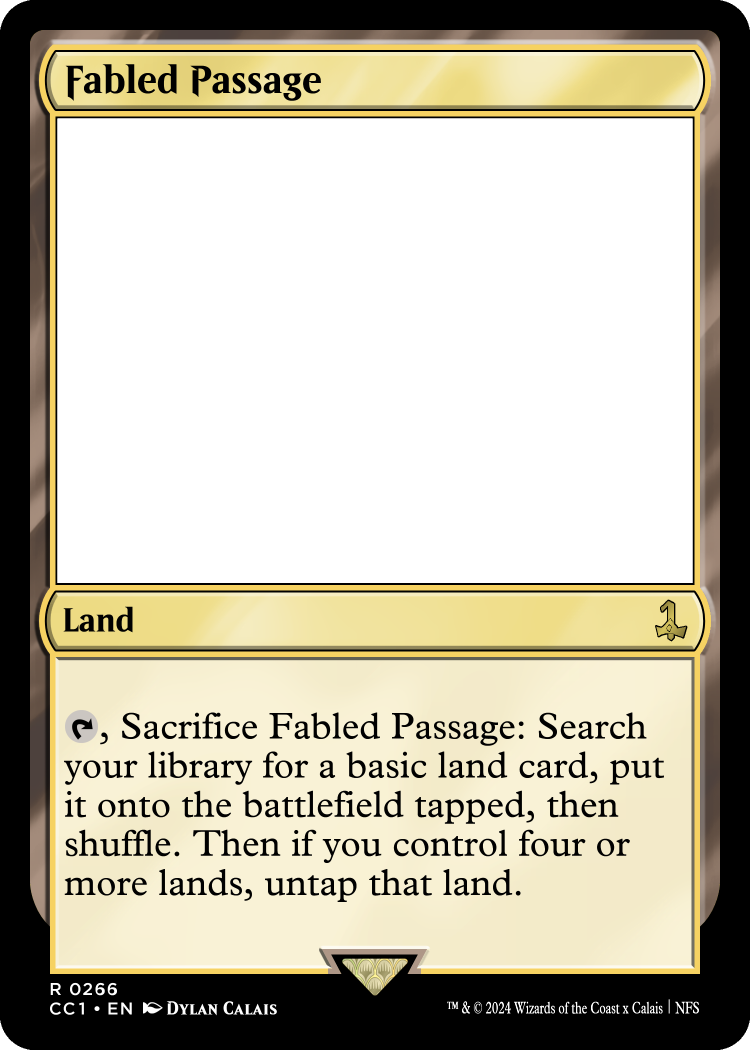 Fabled Passage
Land
, Sacrifice Fabled Passage: Search
your library for a basic land card, put
it onto the battlefield tapped, then
shuffle. Then if you control four or
more lands, untap that land.
R 0266
CC1 • EN DYLAN CALAIS
™ & © 2024 Wizards of the Coast x Calais | NFS